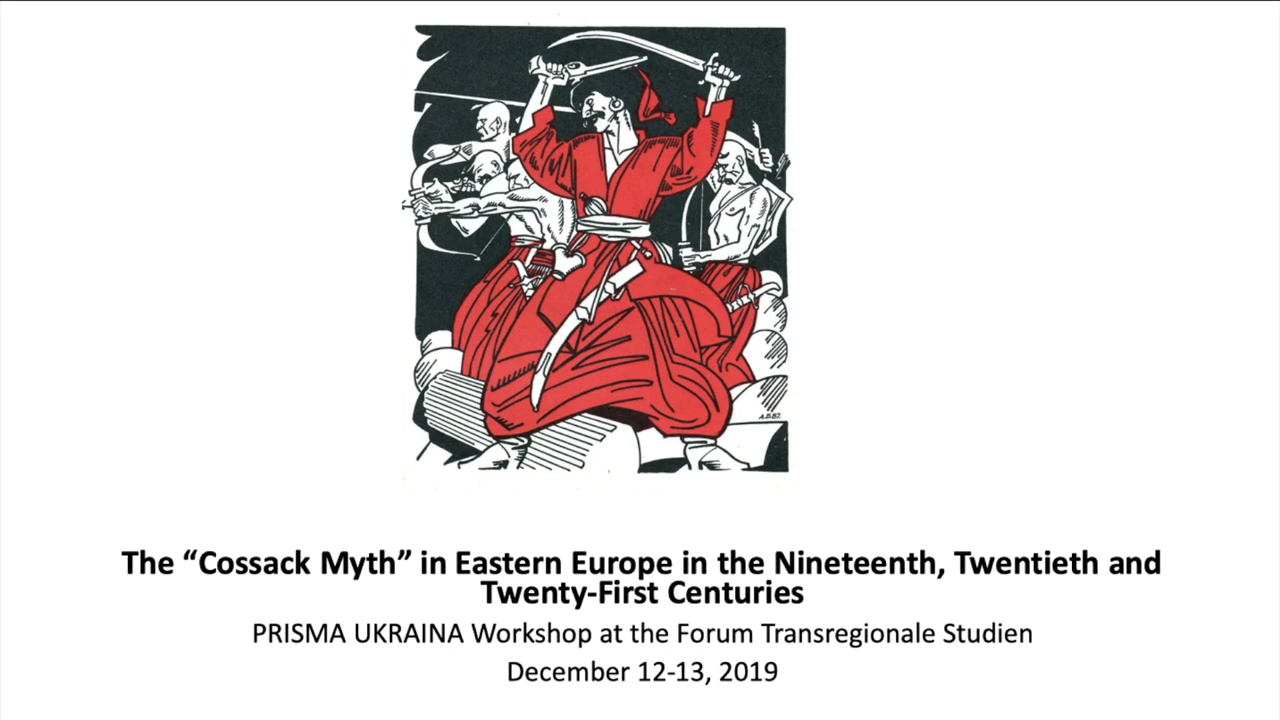 The “Cossack Myth” in Eastern Europe in the Nineteenth, Twentieth and
Twenty-First Centuries
PRISMA UKRAINA Workshop at the Forum Transregionale Studien
December 12-13, 2019